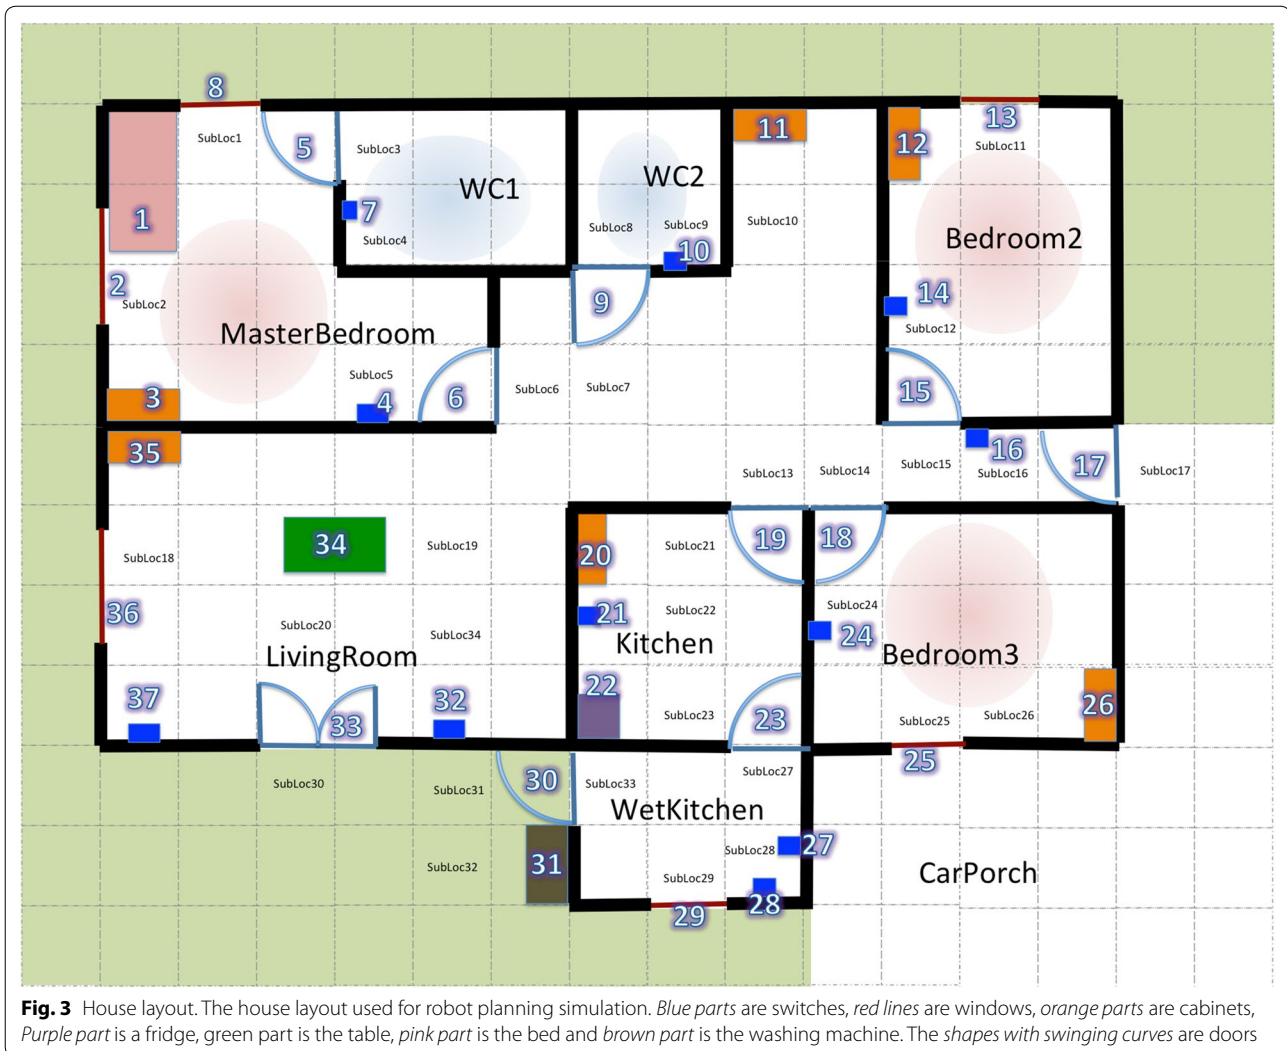 8
13
11
12
SubLoc1
5
SubLoc3
SubLoc11
WC1
WC2
1
7
SubLoc4
SubLoc8
SubLoc9
SubLoc10
10
Bedroom2
2
SubLoc2
9
14
MasterBedroom
SubLoc12
SubLoc5
3
4
6
SubLoc6
SubLoc7
15
35
16
SubLoc13
SubLoc14
SubLoc15
SubLoc16
17
SubLoc17
SubLoc18
34
SubLoc19
20
SubLoc21
19
18
36
SubLoc20
SubLoc34
21
SubLoc22
SubLoc24
24
LivingRoom
Kitchen
Bedroom3
37
33
32
22
SubLoc23
23
SubLoc25
SubLoc26
26
25
SubLoc30
SubLoc31
30
SubLoc33
SubLoc27
WetKitchen
SubLoc32
31
SubLoc28
27
SubLoc29
CarPorch
29
28
Fig. 3 House layout. The house layout used for robot planning simulation. Blue parts are switches, red lines are windows, orange parts are cabinets,
Purple part is a fridge, green part is the table, pink part is the bed and brown part is the washing machine. The shapes with swinging curves are doors